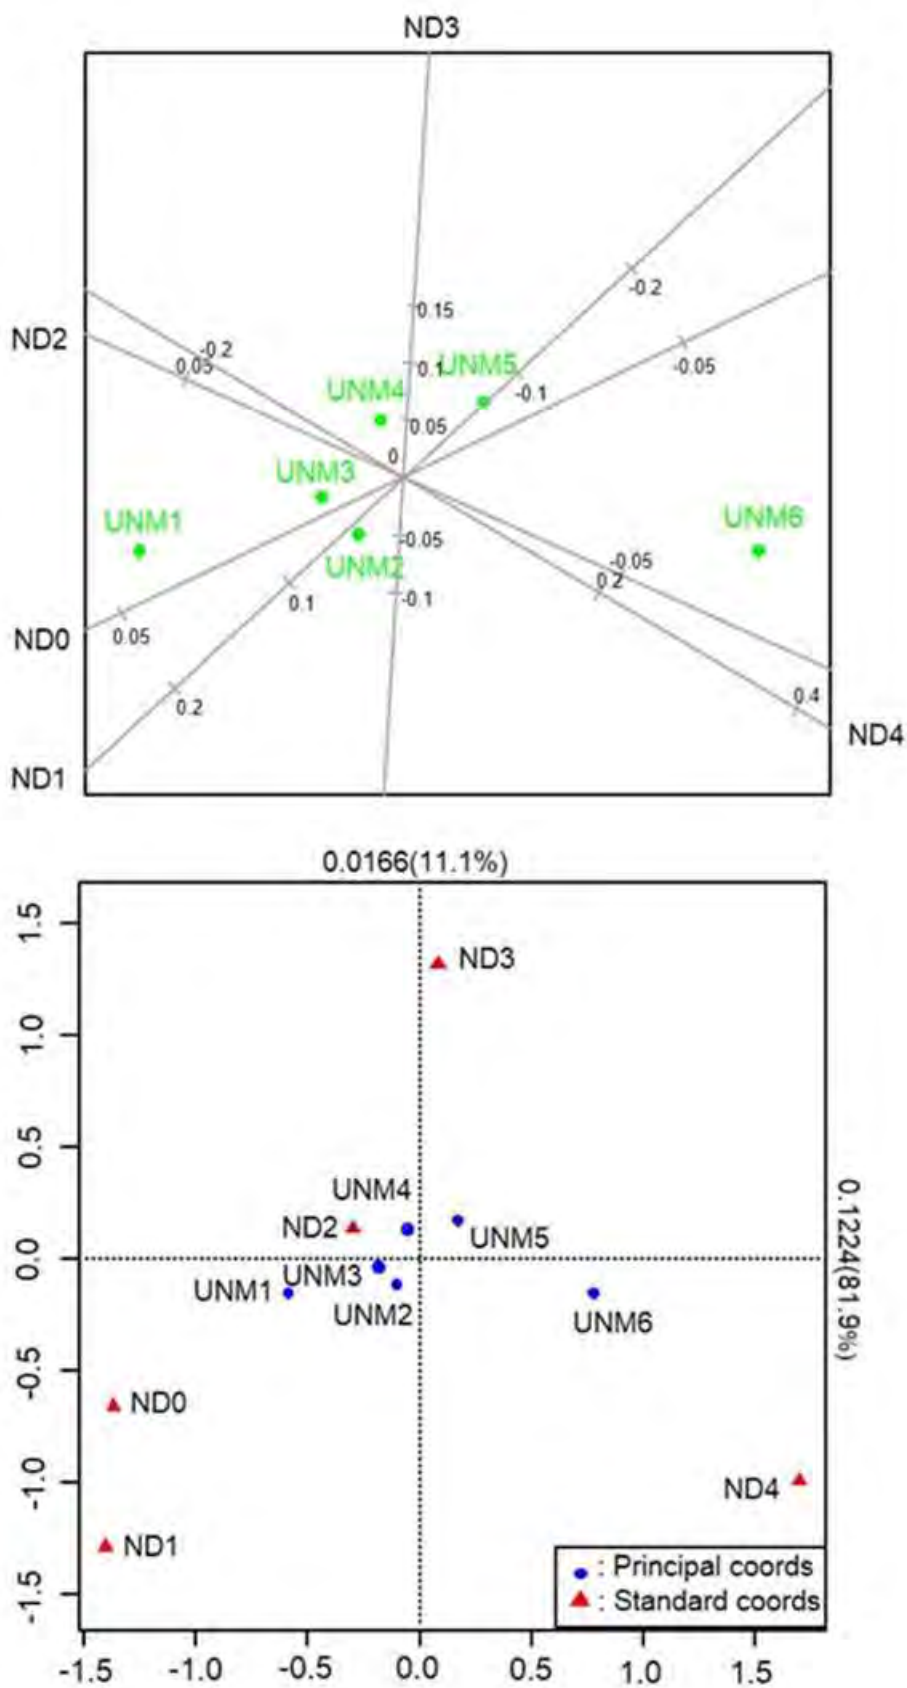 ND3
-0.2
0.15
ND2
-0.2
0.05
0.1
UNM5
-0.05
UNM4
-0.1
0.05
0
UNM3
UNM1
UNM6
-0.05
-0.05
UNM2
0.2
0.1
-0.1
ND0
0.05
0.4
0.2
ND4
ND1
0.0166(11.1%)
1.5
ND3
1.0
0.5
UNM4
ND2
UNM5
0.0
UNM1
UNM3
UNM2
UNM6
0.1224(81.9%)
-0.5
ND0
-1.0
ND4
ND1
: Principal coords
-1.5
: Standard coords
-1.5 -1.0 -0.5 0.0 0.5 1.0 1.5